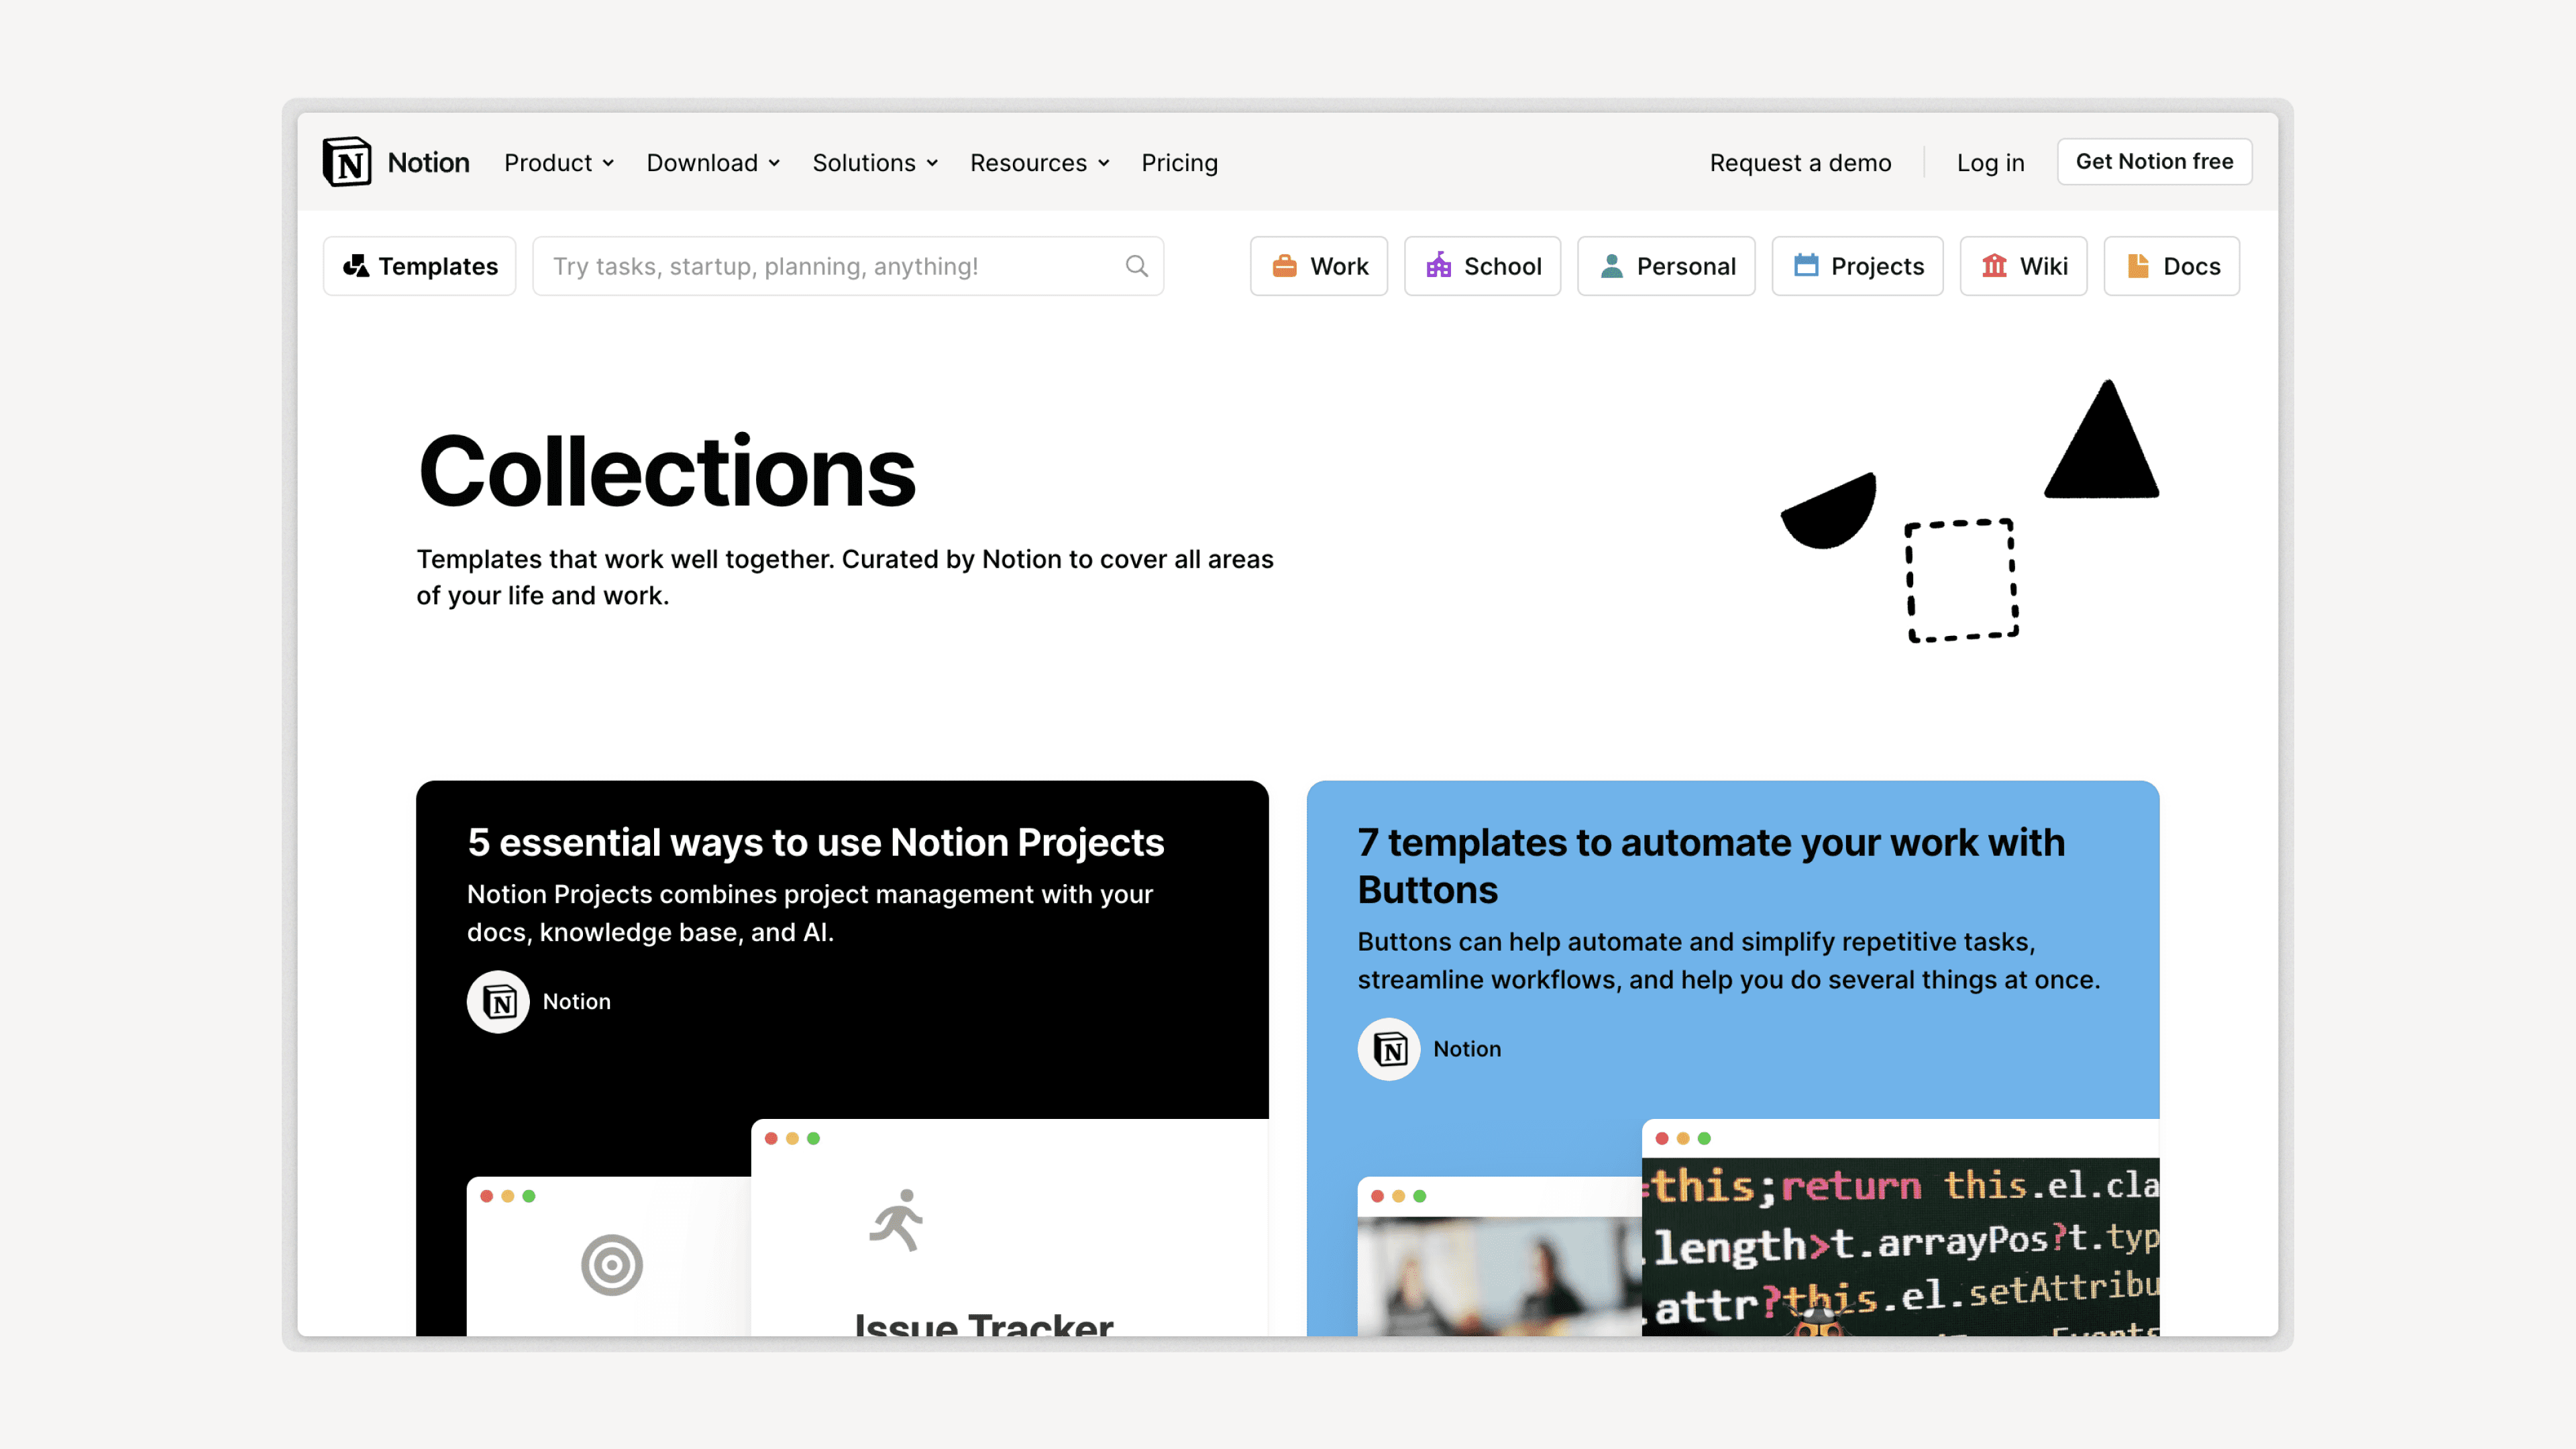 Notion Product Download Solutions Resources Pricing Request a demo Log in Get Notion free
Templates Try tasks, startup, planning, anything! Work School Personal Projects Wiki Docs
Collections
Templates that work well together. Curated by Notion to cover all areas
of your life and work.
5 essential ways to use Notion Projects
Notion Projects combines project management with your
docs, knowledge base, and AI.
Notion
Issue Tracker
7 templates to automate your work with
Buttons
Buttons can help automate and simplify repetitive tasks,
streamline workflows, and help you do several things at once.
Notion
=this;return this.el.cla
.length>t.arrayPos?t.typ
.attr?this.el.setAttribu